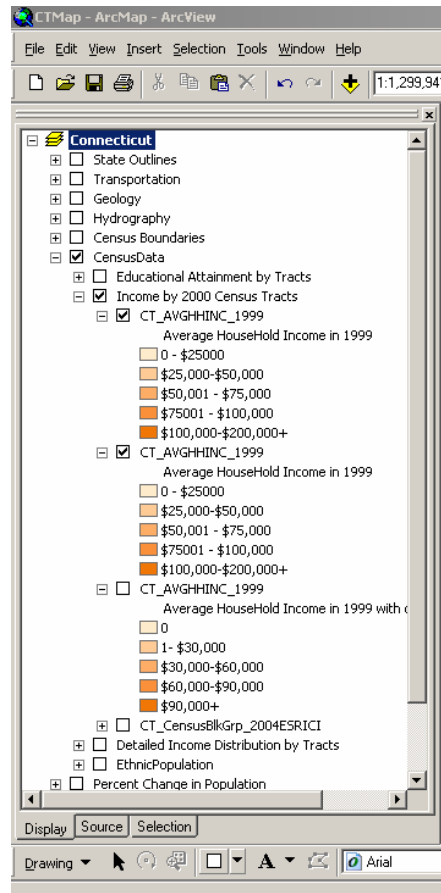 CTMap - ArcMap - ArcView
File Edit View Insert Selection Tools Window Help
1:1,299,94
Connecticut
State Outlines
Transportation
Geology
Hydrography
Census Boundaries
CensusData
Educational Attainment by Tracts
Income by 2000 Census Tracts
CT_AVGHHINC_1999
Average HouseHold Income in 1999
0 - $25000
$25,000-$50,000
$50,001 - $75,000
$75001 - $100,000
$100,000-$200,000+
CT_AVGHHINC_1999
Average HouseHold Income in 1999
0 - $25000
$25,000-$50,000
$50,001 - $75,000
$75001 - $100,000
$100,000-$200,000+
CT_AVGHHINC_1999
Average HouseHold Income in 1999 with
0
1- $30,000
$30,000-$60,000
$60,000-$90,000
$90,000+
CT_CensusBlkGrp_2004ESRICI
Detailed Income Distribution by Tracts
EthnicPopulation
Percent Change in Population
Display Source Selection
Drawing A Arial